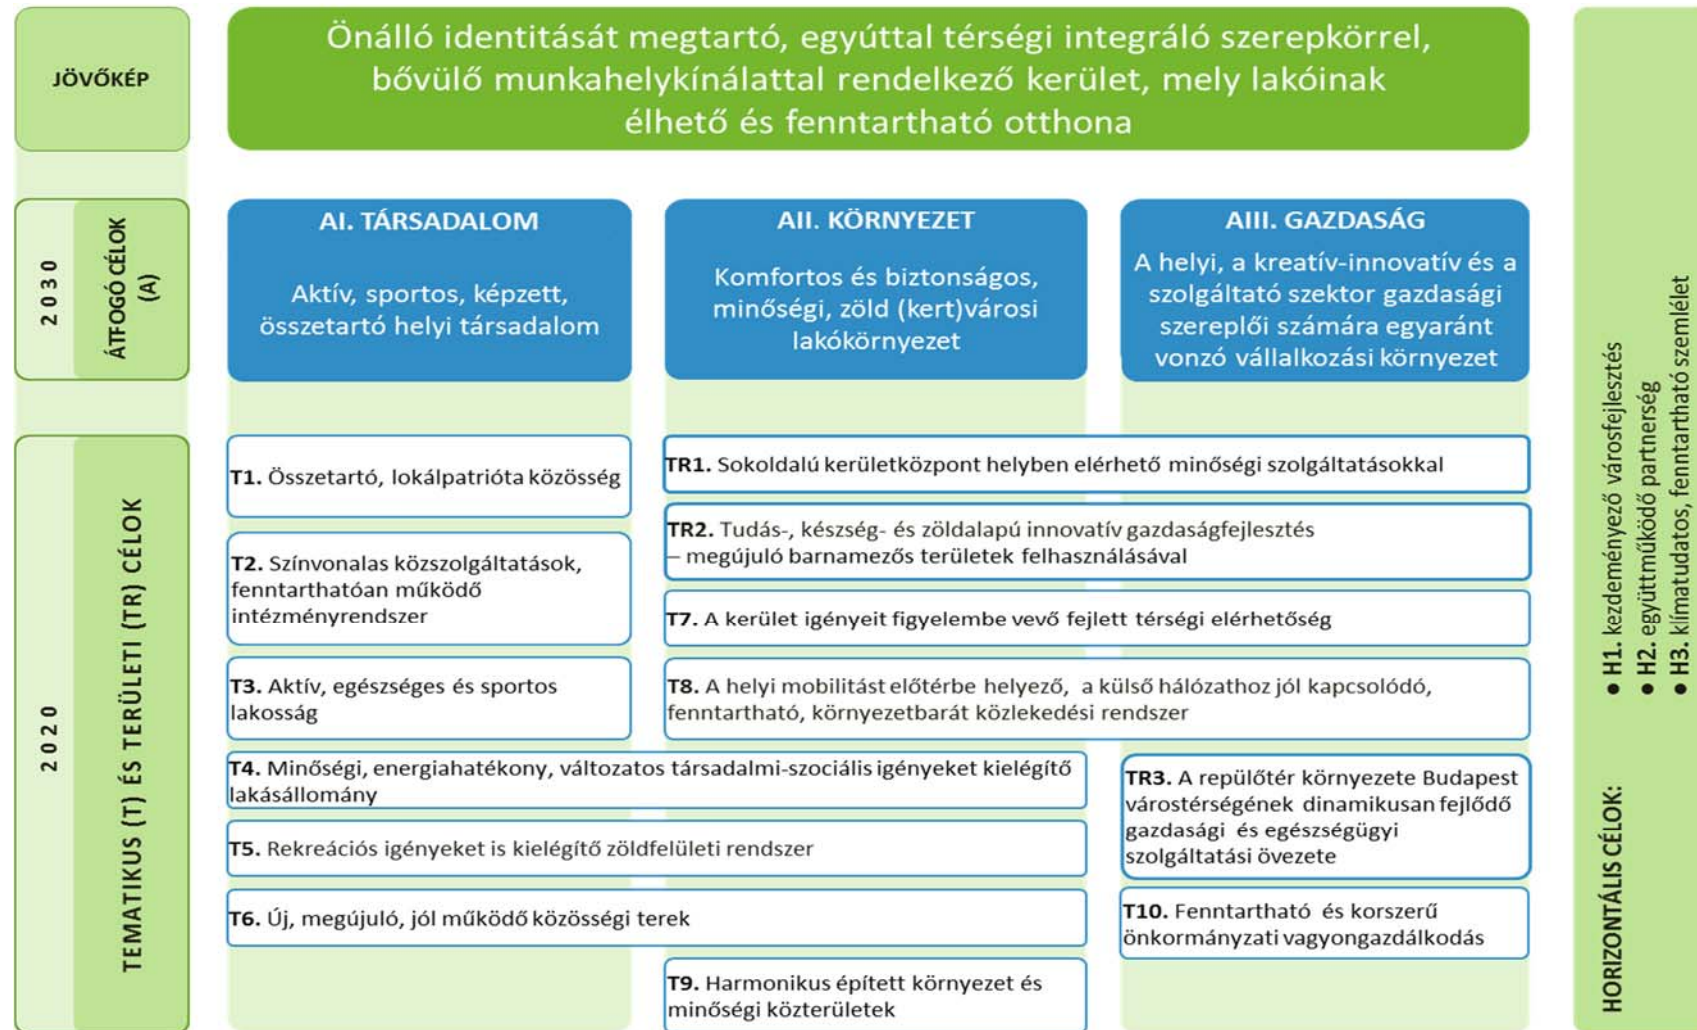 JÖVŐKÉP
Önálló identitását megtartó, egyúttal térségi integráló szerepkörrel,
bővülő munkahelykínálattal rendelkező kerület, mely lakóinak
élhető és fenntartható otthona
2030
ÁTFOGÓ CÉLOK
(A)
AI. TÁRSADALOM
Aktív, sportos, képzett,
összetartó helyi társadalom
AII. KÖRNYEZET
Komfortos és biztonságos,
minőségi, zöld (kert)városi
lakókörnyezet
AIII. GAZDASÁG
A helyi, a kreatív-innovatív és a
szolgáltató szektor gazdasági
szereplői számára egyaránt
vonzó vállalkozási környezet
2020
TEMATIKUS (T) ÉS TERÜLETI (TR) CÉLOK
T1. Összetartó, lokálpatrióta közösség
T2. Színvonalas közszolgáltatások,
fenntarthatóan működő
intézményrendszer
T3. Aktív, egészséges és sportos
lakosság
TR1. Sokoldalú kerületközpont helyben elérhető minőségi szolgáltatásokkal
TR2. Tudás-, készség- és zöldalapú innovatív gazdaságfejlesztés
– megújuló barnamezős területek felhasználásával
T7. A kerület igényeit figyelembe vevő fejlett térségi elérhetőség
T8. A helyi mobilitást előtérbe helyező, a külső hálózathoz jól kapcsolódó,
fenntartható, környezetbarát közlekedési rendszer
T4. Minőségi, energiahatékony, változatos társadalmi-szociális igényeket kielégítő
lakásállomány
T5. Rekreációs igényeket is kielégítő zöldfelületi rendszer
T6. Új, megújuló, jól működő közösségi terek
T9. Harmonikus épített környezet és
minőségi közterületek
TR3. A repülőtér környezete Budapest
várostérségének dinamikusan fejlődő
gazdasági és egészségügyi
szolgáltatási övezete
T10. Fenntartható és korszerű
önkormányzati vagyongazdálkodás
HORIZONTÁLIS CÉLOK:
● H1. kezdeményező városfejlesztés
● H2. együttműködő partnerség
● H3. klímatudatos, fenntartható szemlélet